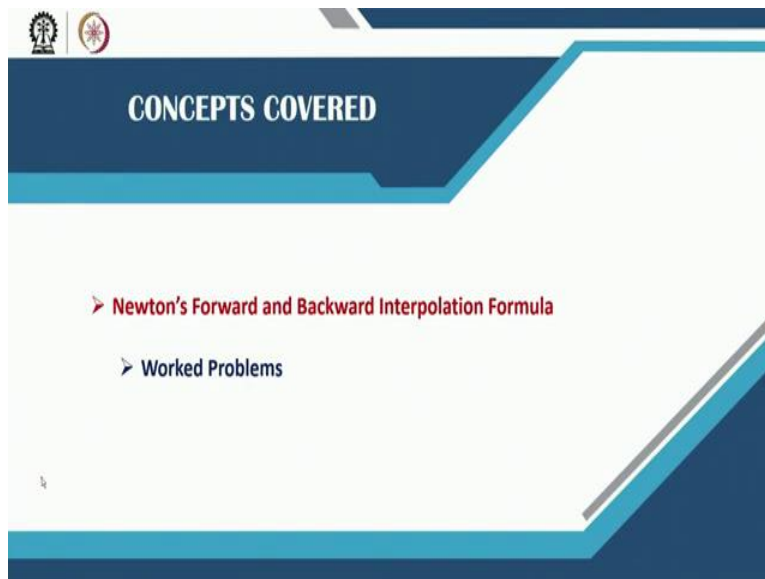 CONCEPTS COVERED
➢ Newton's Forward and Backward Interpolation Formula
➢ Worked Problems